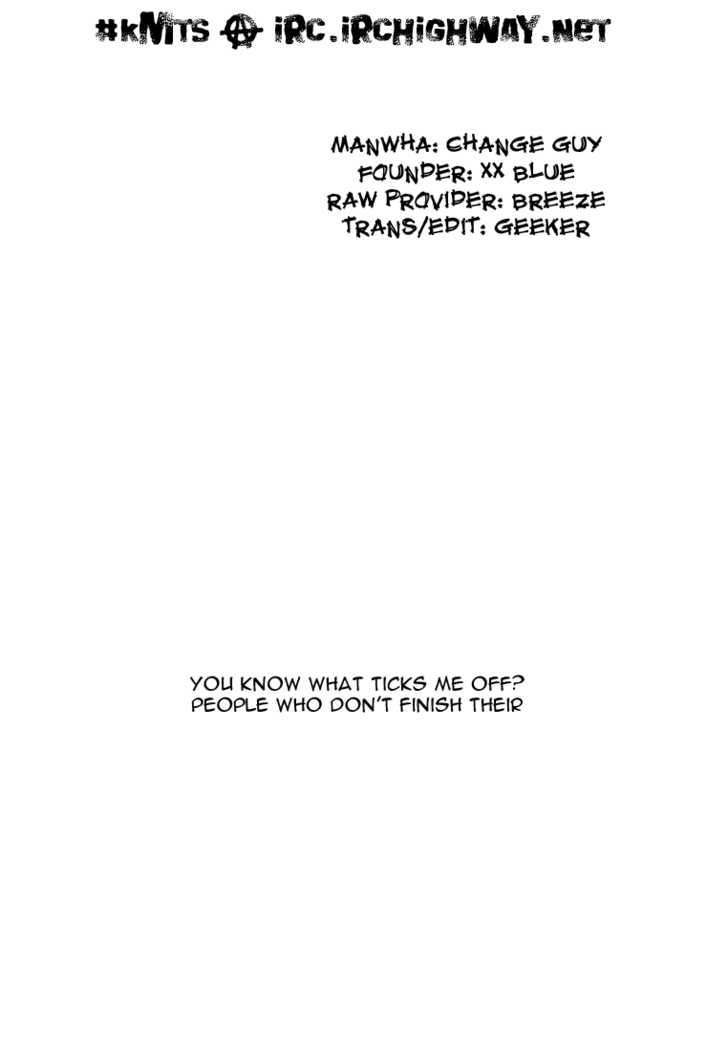 #KMTS @ IRC.IRCHIGHWAY.NET
MANWHA: CHANGE GUY
FOUNDER: XX BLUE
RAW PROVIDER: BREEZE
TRANS/EDIT: GEEKER
YOU KNOW WHAT TICKS ME OFF?
PEOPLE WHO DON'T FINISH THEIR